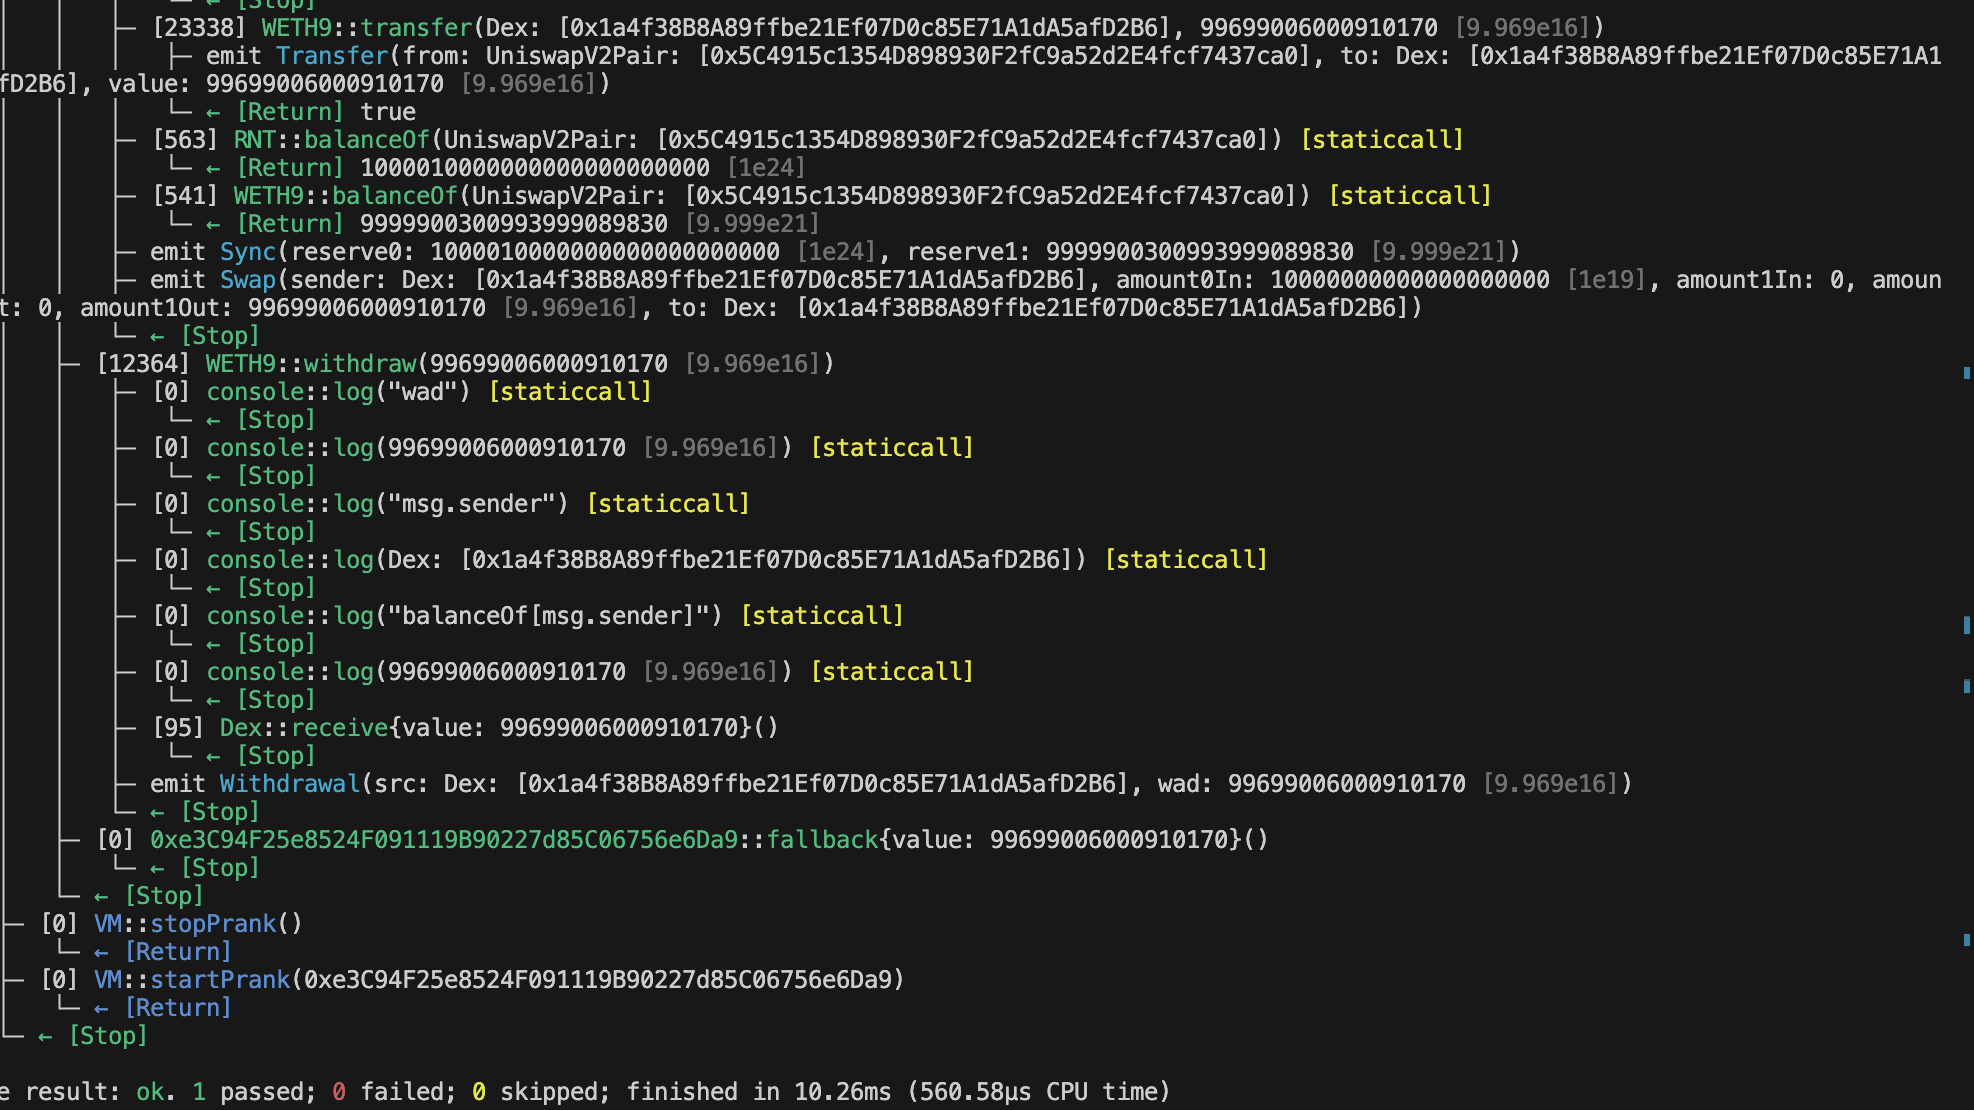 ← [Stop]
[23338] WETH9::transfer(Dex: [0x1a4f38B8A89ffbe21Ef07D0c85E71A1dA5afD2B6], 99699006000910170 [9.969e16])
emit Transfer(from: UniswapV2Pair: [0x5C4915c1354D898930F2fC9a52d2E4fcf7437ca0], to: Dex: [0x1a4f38B8A89ffbe21Ef07D0c85E71A1
fD2B6], value: 99699006000910170 [9.969e16])
← [Return] true
[563] RNT::balanceOf(UniswapV2Pair: [0x5C4915c1354D898930F2fC9a52d2E4fcf7437ca0]) [staticcall]
← [Return] 1000010000000000000000000 [1e24]
[541] WETH9::balanceOf(UniswapV2Pair: [0x5C4915c1354D898930F2fC9a52d2E4fcf7437ca0]) [staticcall]
← [Return] 9999900300993999089830 [9.999e21]
emit Sync(reserve0: 1000010000000000000000000 [1e24], reserve1: 9999900300993999089830 [9.999e21])
emit Swap(sender: Dex: [0x1a4f38B8A89ffbe21Ef07D0c85E71A1dA5afD2B6], amount0In: 10000000000000000000 [1e19], amount1In: 0, amoun
t: 0, amount1Out: 99699006000910170 [9.969e16], to: Dex: [0x1a4f38B8A89ffbe21Ef07D0c85E71A1dA5afD2B6])
← [Stop]
[12364] WETH9::withdraw(99699006000910170 [9.969e16])
[0] console::log("wad") [staticcall]
← [Stop]
[0] console::log(99699006000910170 [9.969e16]) [staticcall]
← [Stop]
[0] console::log("msg.sender") [staticcall]
← [Stop]
[0] console::log(Dex: [0x1a4f38B8A89ffbe21Ef07D0c85E71A1dA5afD2B6]) [staticcall]
← [Stop]
[0] console::log("balanceOf[msg.sender]") [staticcall]
← [Stop]
[0] console::log(99699006000910170 [9.969e16]) [staticcall]
← [Stop]
[95] Dex::receive{value: 99699006000910170}()
← [Stop]
emit Withdrawal(src: Dex: [0x1a4f38B8A89ffbe21Ef07D0c85E71A1dA5afD2B6], wad: 99699006000910170 [9.969e16])
← [Stop]
[0] 0xe3C94F25e8524F091119B90227d85C06756e6Da9::fallback{value: 99699006000910170}()
← [Stop]
← [Stop]
[0] VM::stopPrank()
← [Return]
[0] VM::startPrank(0xe3C94F25e8524F091119B90227d85C06756e6Da9)
← [Return]
← [Stop]
e result: ok. 1 passed; 0 failed; 0 skipped; finished in 10.26ms (560.58µs CPU time)